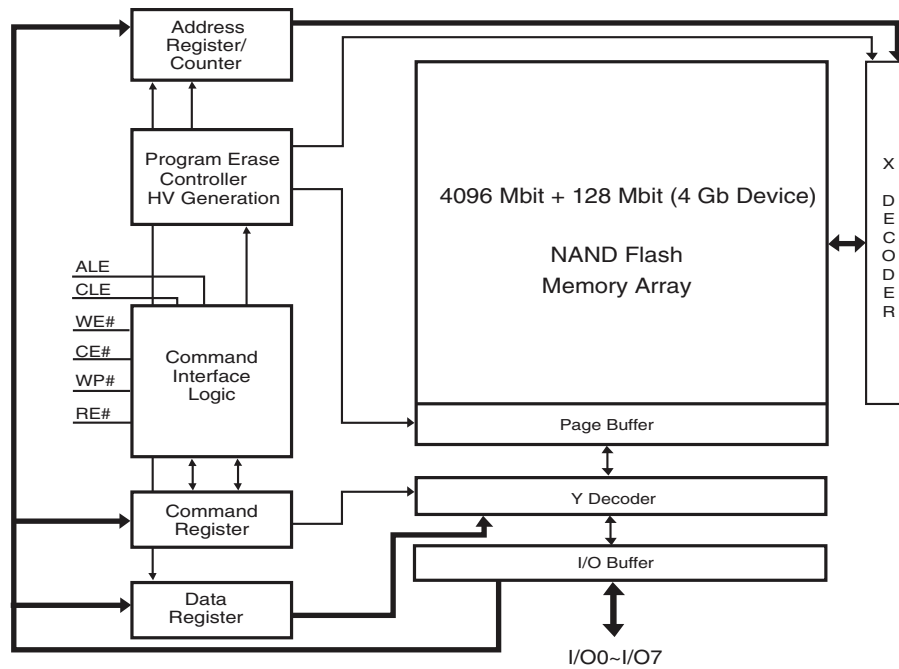 Address
Register/
Counter
Program Erase
Controller
HV Generation
ALE
CLE
WE#
CE#
WP#
RE#
Command
Interface
Logic
Command
Register
Data
Register
4096 Mbit + 128 Mbit (4 Gb Device)
NAND Flash
Memory Array
Page Buffer
Y Decoder
I/O Buffer
I/O0~I/O7
X
D
E
C
O
D
E
R